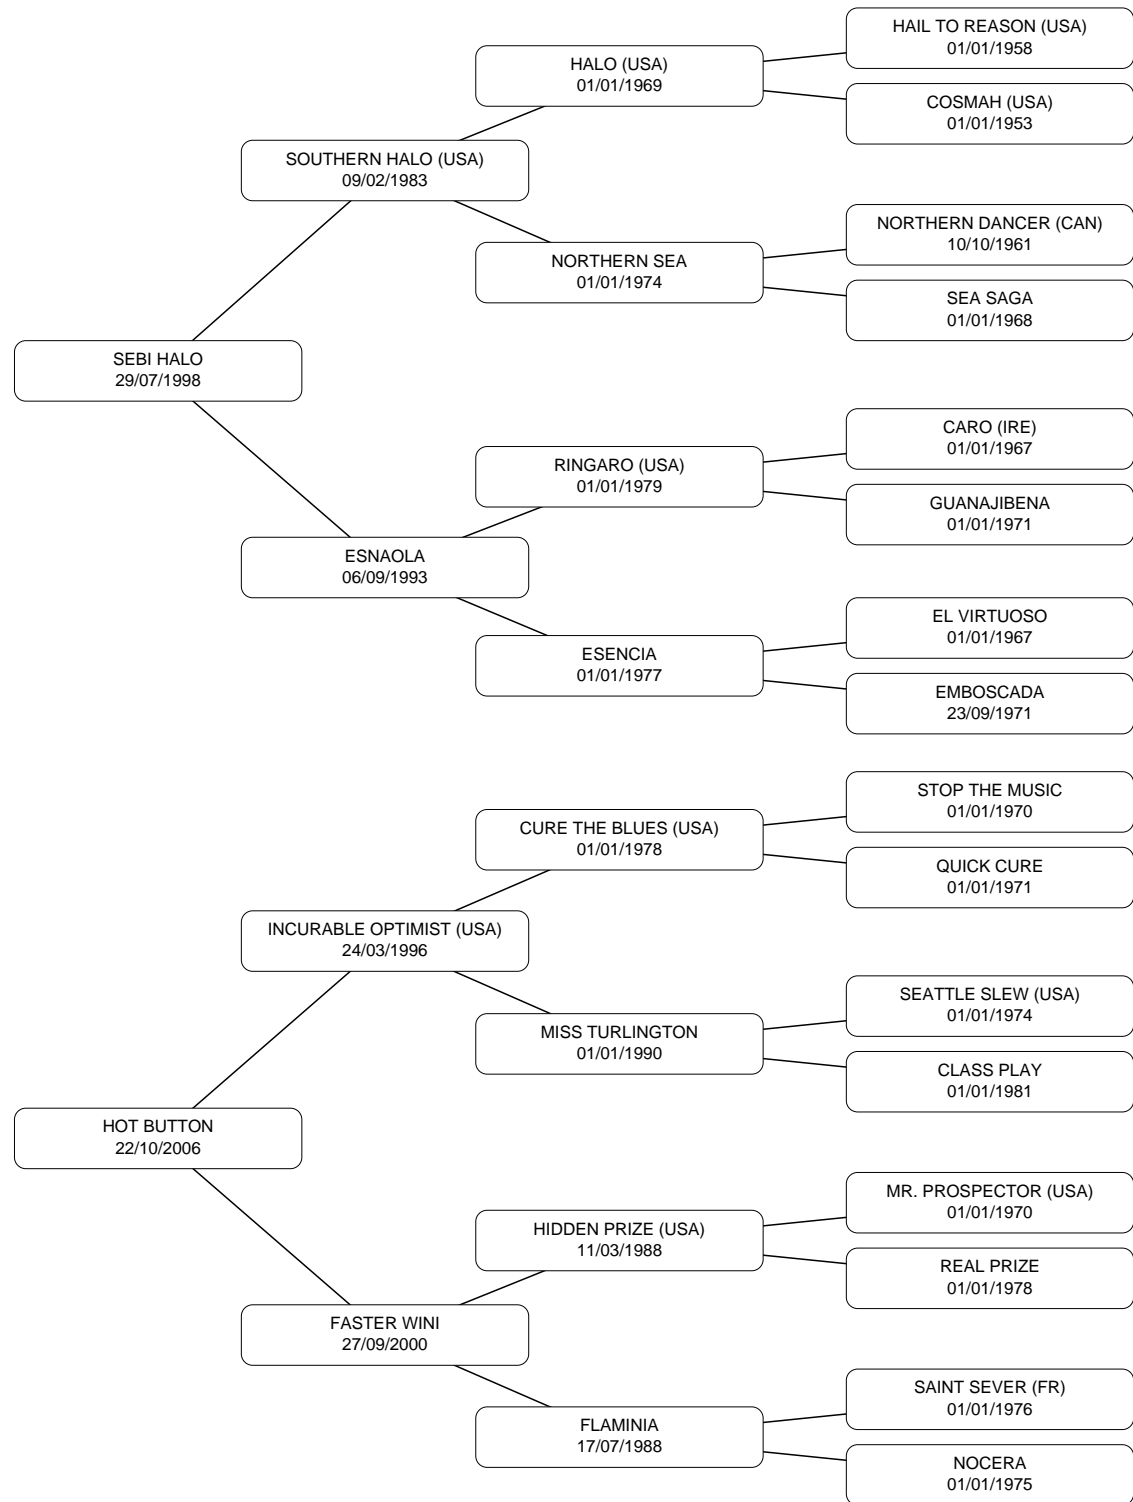 HAIL TO REASON (USA)
01/01/1958
HALO (USA)
01/01/1969
COSMAH (USA)
01/01/1953
SOUTHERN HALO (USA)
09/02/1983
NORTHERN DANCER (CAN)
10/10/1961
NORTHERN SEA
01/01/1974
SEA SAGA
01/01/1968
SEBI HALO
29/07/1998
CARO (IRE)
01/01/1967
RINGARO (USA)
01/01/1979
GUANAJIBENA
01/01/1971
ESNAOLA
06/09/1993
EL VIRTUOSO
01/01/1967
ESENCIA
01/01/1977
EMBOSCADA
23/09/1971
STOP THE MUSIC
01/01/1970
CURE THE BLUES (USA)
01/01/1978
QUICK CURE
01/01/1971
INCURABLE OPTIMIST (USA)
24/03/1996
SEATTLE SLEW (USA)
01/01/1974
MISS TURLINGTON
01/01/1990
CLASS PLAY
01/01/1981
HOT BUTTON
22/10/2006
MR. PROSPECTOR (USA)
01/01/1970
HIDDEN PRIZE (USA)
11/03/1988
REAL PRIZE
01/01/1978
FASTER WINI
27/09/2000
SAINT SEVER (FR)
01/01/1976
FLAMINIA
17/07/1988
NOCERA
01/01/1975